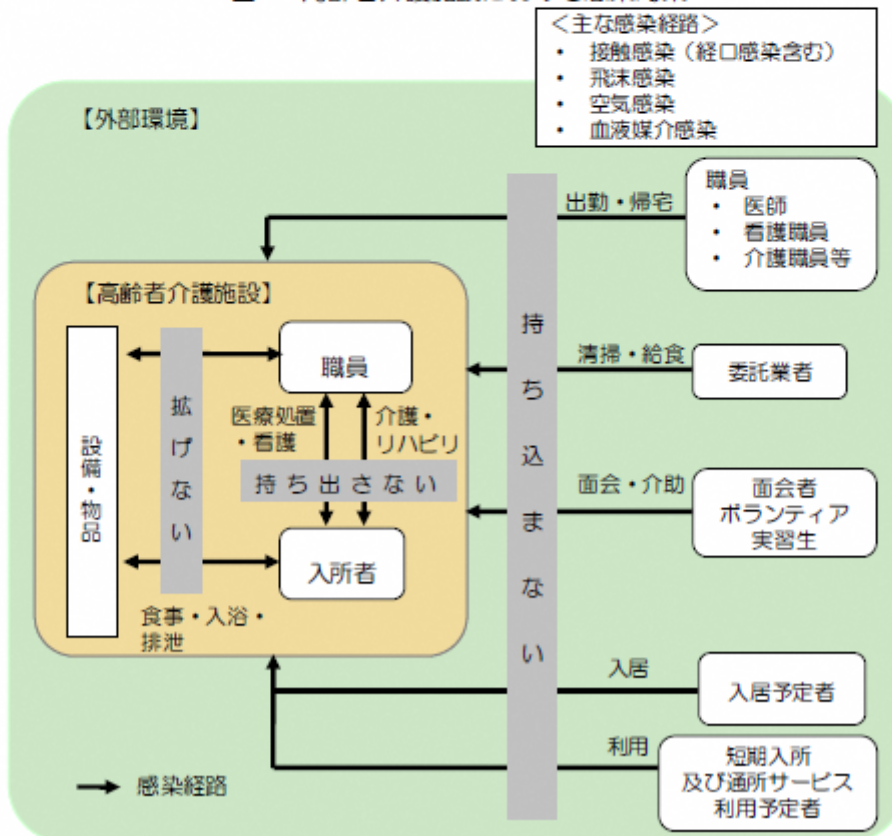 ＜主な感染経路＞
・ 接触感染（経口感染含む）
・ 飛沫感染
・ 空気感染
・ 血液媒介感染
【外部環境】
職員
・ 医師
・ 看護職員
・ 介護職員等
出勤・帰宅
【高齢者介護施設】
持ち込まない
職員
清掃・給食
委託業者
拡げない
医療処置
・看護
介護・
リハビリ
設備・物品
持ち出さない
面会・介助
面会者
ボランティア
実習生
入所者
食事・入浴・
排泄
入居
入居予定者
利用
短期入所
及び通所サービス
利用予定者
感染経路